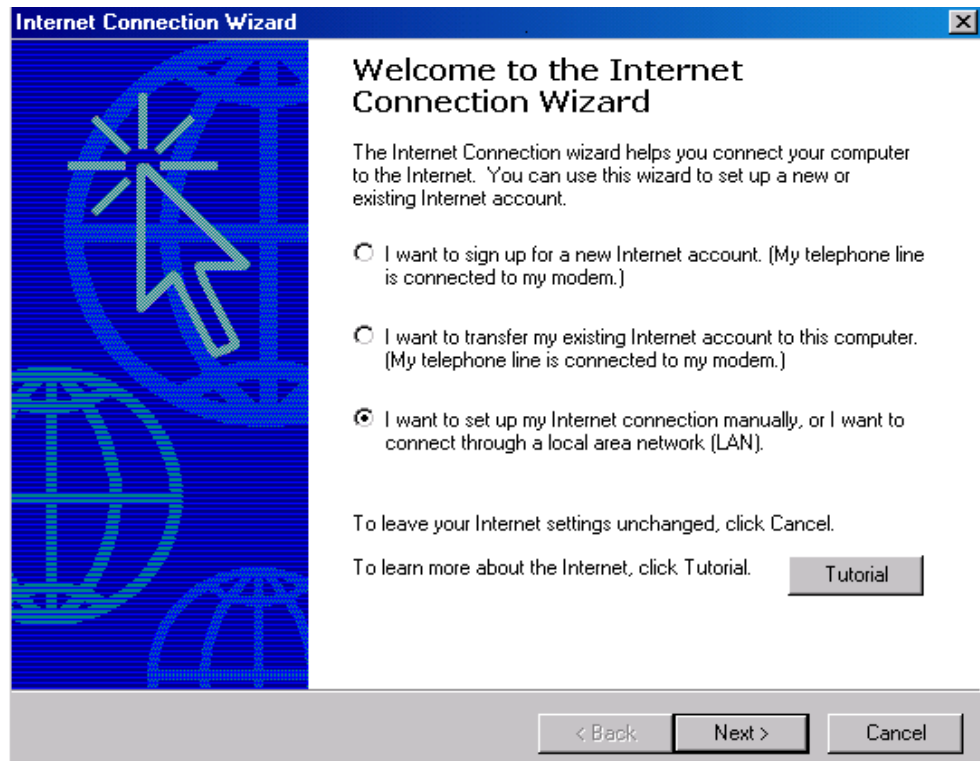 Internet Connection Wizard
Welcome to the Internet
Connection Wizard
The Internet Connection wizard helps you connect your computer
to the Internet.  You can use this wizard to set up a new or
existing Internet account.
I want to sign up for a new Internet account. (My telephone line
is connected to my modem.)
I want to transfer my existing Internet account to this computer.
(My telephone line is connected to my modem.)
I want to set up my Internet connection manually, or I want to
connect through a local area network (LAN).
To leave your Internet settings unchanged, click Cancel.
To learn more about the Internet, click Tutorial.
Tutorial
< Back
Next >
Cancel